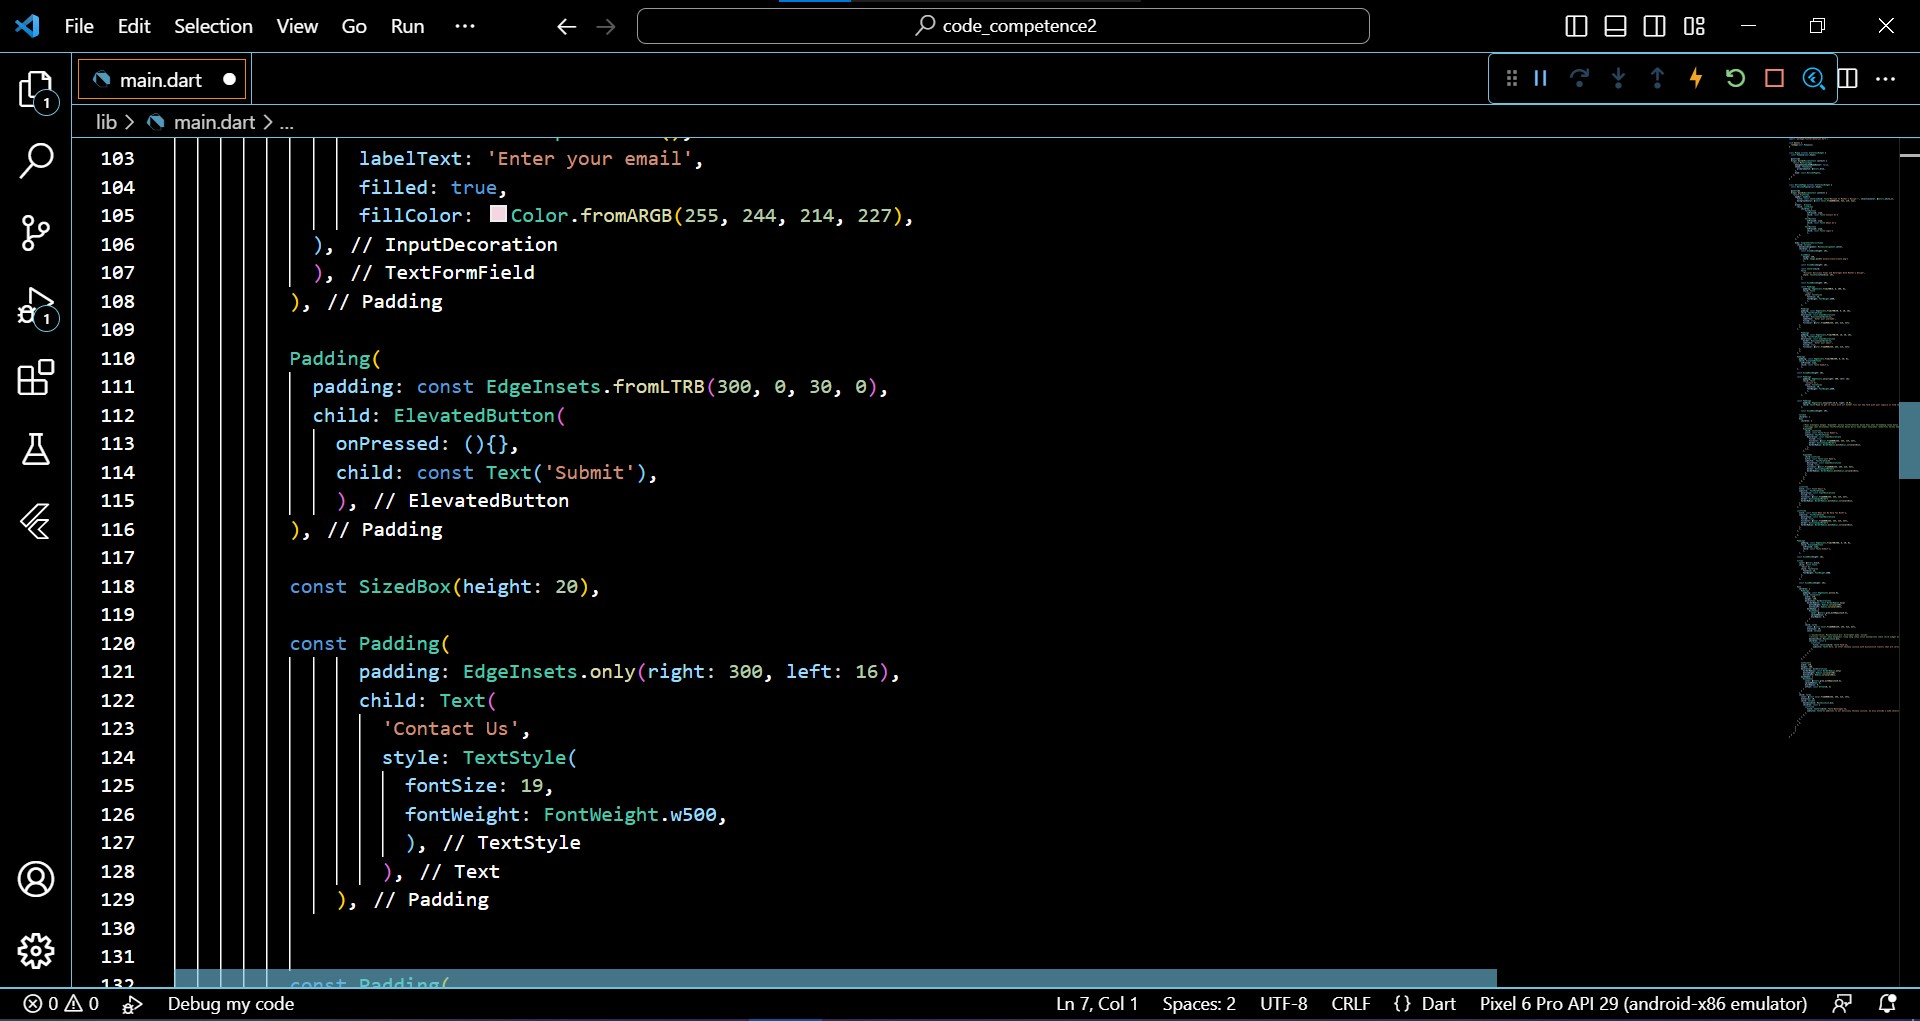 File Edit Selection View Go Run ··· code_competence2
main.dart
lib > main.dart > ...
103 labelText: 'Enter your email',
104 filled: true,
105 fillColor: Color.fromARGB(255, 244, 214, 227),
106 ), // InputDecoration
107 ), // TextFormField
108 ), // Padding
109
110 Padding(
111 padding: const EdgeInsets.fromLTRB(300, 0, 30, 0),
112 child: ElevatedButton(
113 onPressed: (){},
114 child: const Text('Submit'),
115 ), // ElevatedButton
116 ), // Padding
117
118 const SizedBox(height: 20),
119
120 const Padding(
121 padding: EdgeInsets.only(right: 300, left: 16),
122 child: Text(
123 'Contact Us',
124 style: TextStyle(
125 fontSize: 19,
126 fontWeight: FontWeight.w500,
127 ), // TextStyle
128 ), // Text
129 ), // Padding
130
131
132 const Padding(
1
1
0 0 Debug my code Ln 7, Col 1 Spaces: 2 UTF-8 CRLF {} Dart Pixel 6 Pro API 29 (android-x86 emulator)